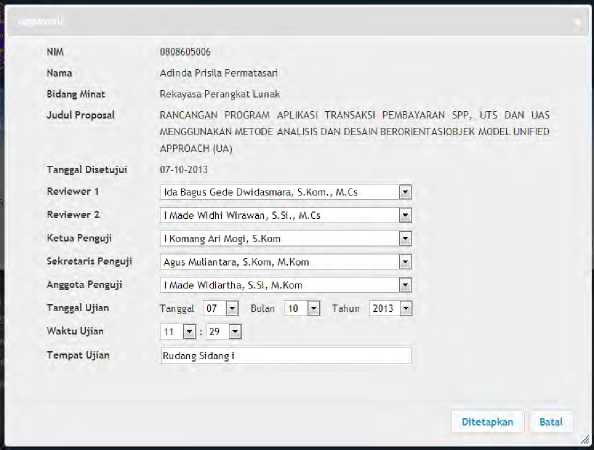 NIM 0808605006
Nama Adinda Prisila Permatasari
Bidang Minat Rekayasa Perangkat Lunak
Judul Proposal RANCANGAN PROGRAM APLIKASI TRANSAKSI PEMBAYARAN SPP, UTS DAN UAS
MENGGUNAKAN METODE ANALISIS DAN DESAIN BERORIENTASIOBJEK MODEL UNIFIED
APPROACH (UA)
Tanggal Disetujui 07-10-2013
Reviewer 1 Ida Bagus Gede Dwidasmara, S.Kom., M.Cs
Reviewer 2 I Made Widhi Wirawan, S.Si., M.Cs
Ketua Penguji I Komang Ari Mogi, S.Kom
Sekretaris Penguji Agus Muliantara, S.Kom, M.Kom
Anggota Penguji I Made Widiartha, S.Si, M.Kom
Tanggal Ujian Tanggal 07 Bulan 10 Tahun 2013
Waktu Ujian 11 : 29
Tempat Ujian Rudang Sidang i
Ditetapkan Batal